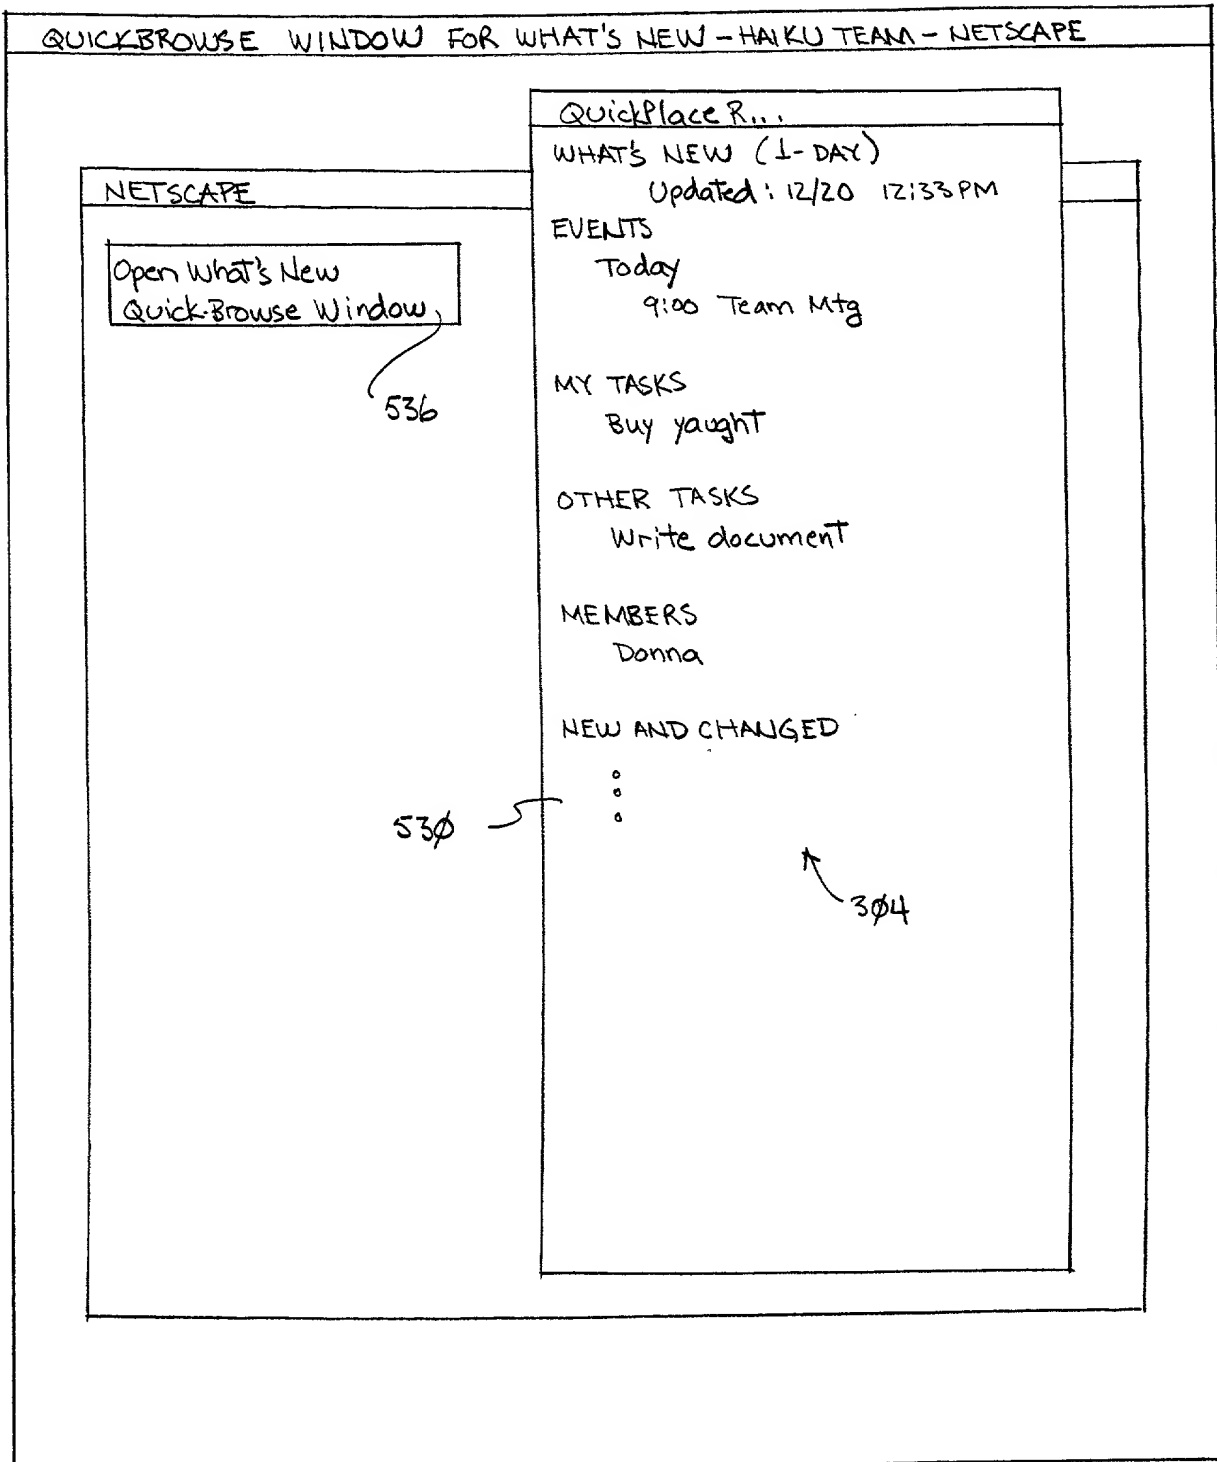 QUICKBROWSE WINDOW FOR WHAT'S NEW - HAIKU TEAM - NETSCAPE
QuickPlace R...
WHAT'S NEW (1-DAY)
Updated: 12/20 12:33PM
NETSCAPE
Open What's New
Quick-Browse Window
536
EVENTS
Today
9:00 Team Mtg
MY TASKS
Buy yaught
OTHER TASKS
Write document
MEMBERS
Donna
NEW AND CHANGED
530
304